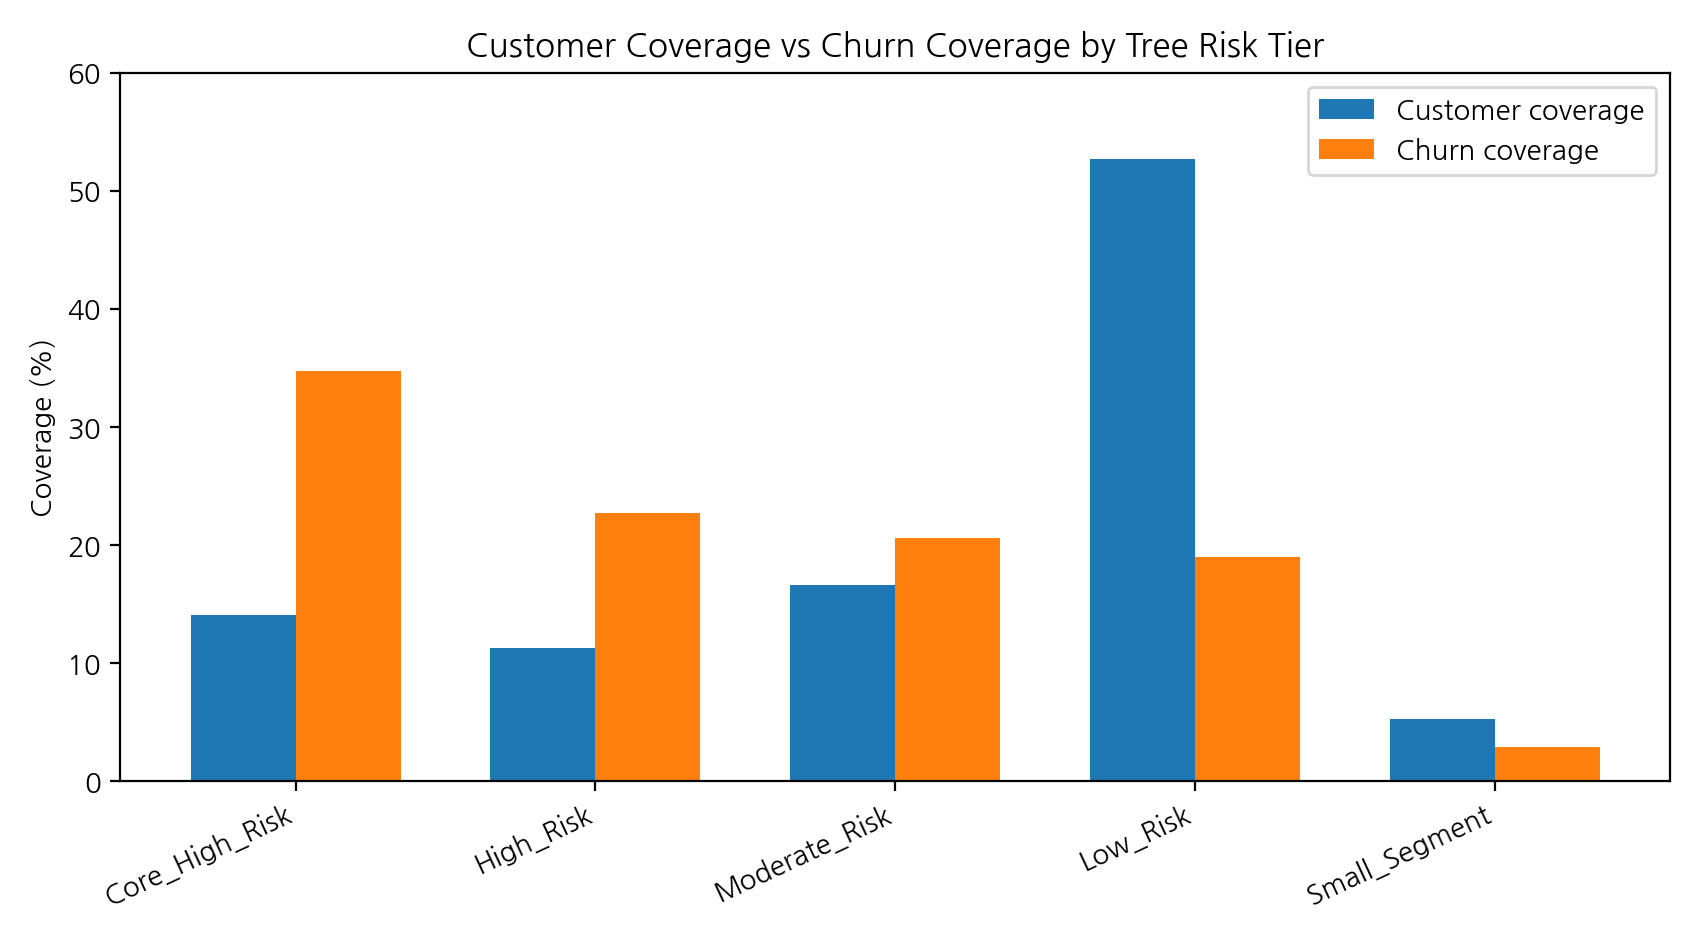 Customer Coverage vs Churn Coverage by Tree Risk Tier
Customer coverage
Churn coverage
Coverage (%)
60
50
40
30
20
10
0
Core_High_Risk
High_Risk
Moderate_Risk
Low_Risk
Small_Segment